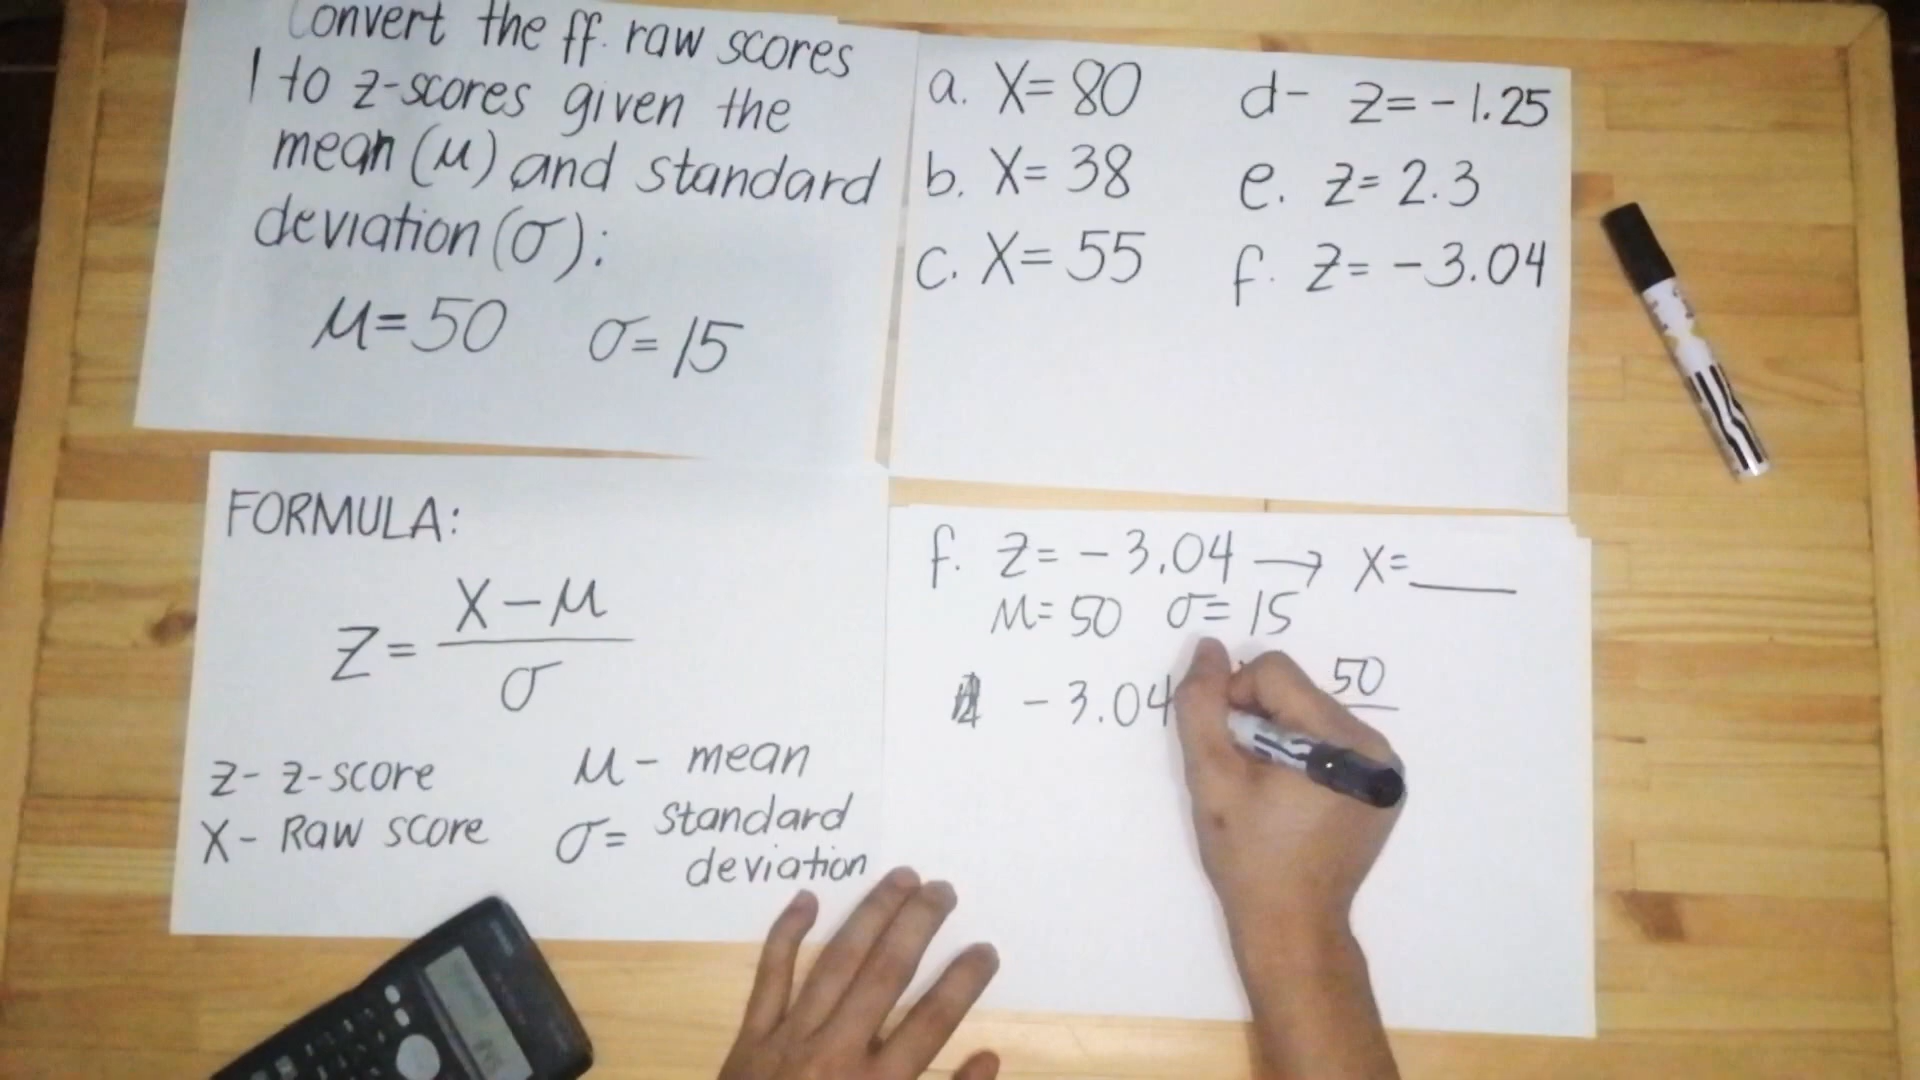 Convert the ff. raw scores
1 to z-scores given the
mean (μ) and standard
deviation (σ):
μ = 50 σ = 15
a. X = 80
b. X = 38
c. X = 55
d - z = -1.25
e. z = 2.3
f. z = -3.04
FORMULA:
Z = X - μ
σ
z - z-score
X - Raw score
μ - mean
σ = standard
deviation
f. z = -3.04 → X = ____
μ = 50 σ = 15
50
-3.04